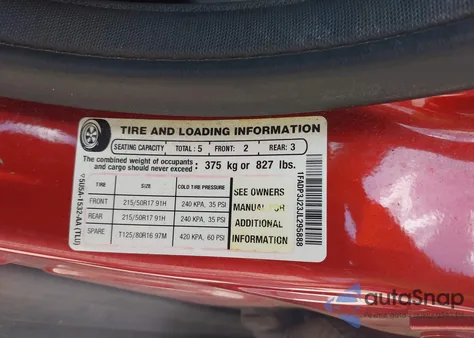 TIRE AND LOADING INFORMATION
SEATING CAPACITY TOTAL: 5 FRONT: 2 REAR: 3
The combined weight of occupants and cargo should never exceed: 375 kg or 827 lbs.
TIRE SIZE COLD TIRE PRESSURE
FRONT 215/50R17 91H 240 KPA, 35 PSI
REAR 215/50R17 91H 240 KPA, 35 PSI
SPARE T125/80R16 97M 420 KPA, 60 PSI
SEE OWNERS
MANUAL FOR
ADDITIONAL
INFORMATION
1FADP3J23JL295888
autoSnap